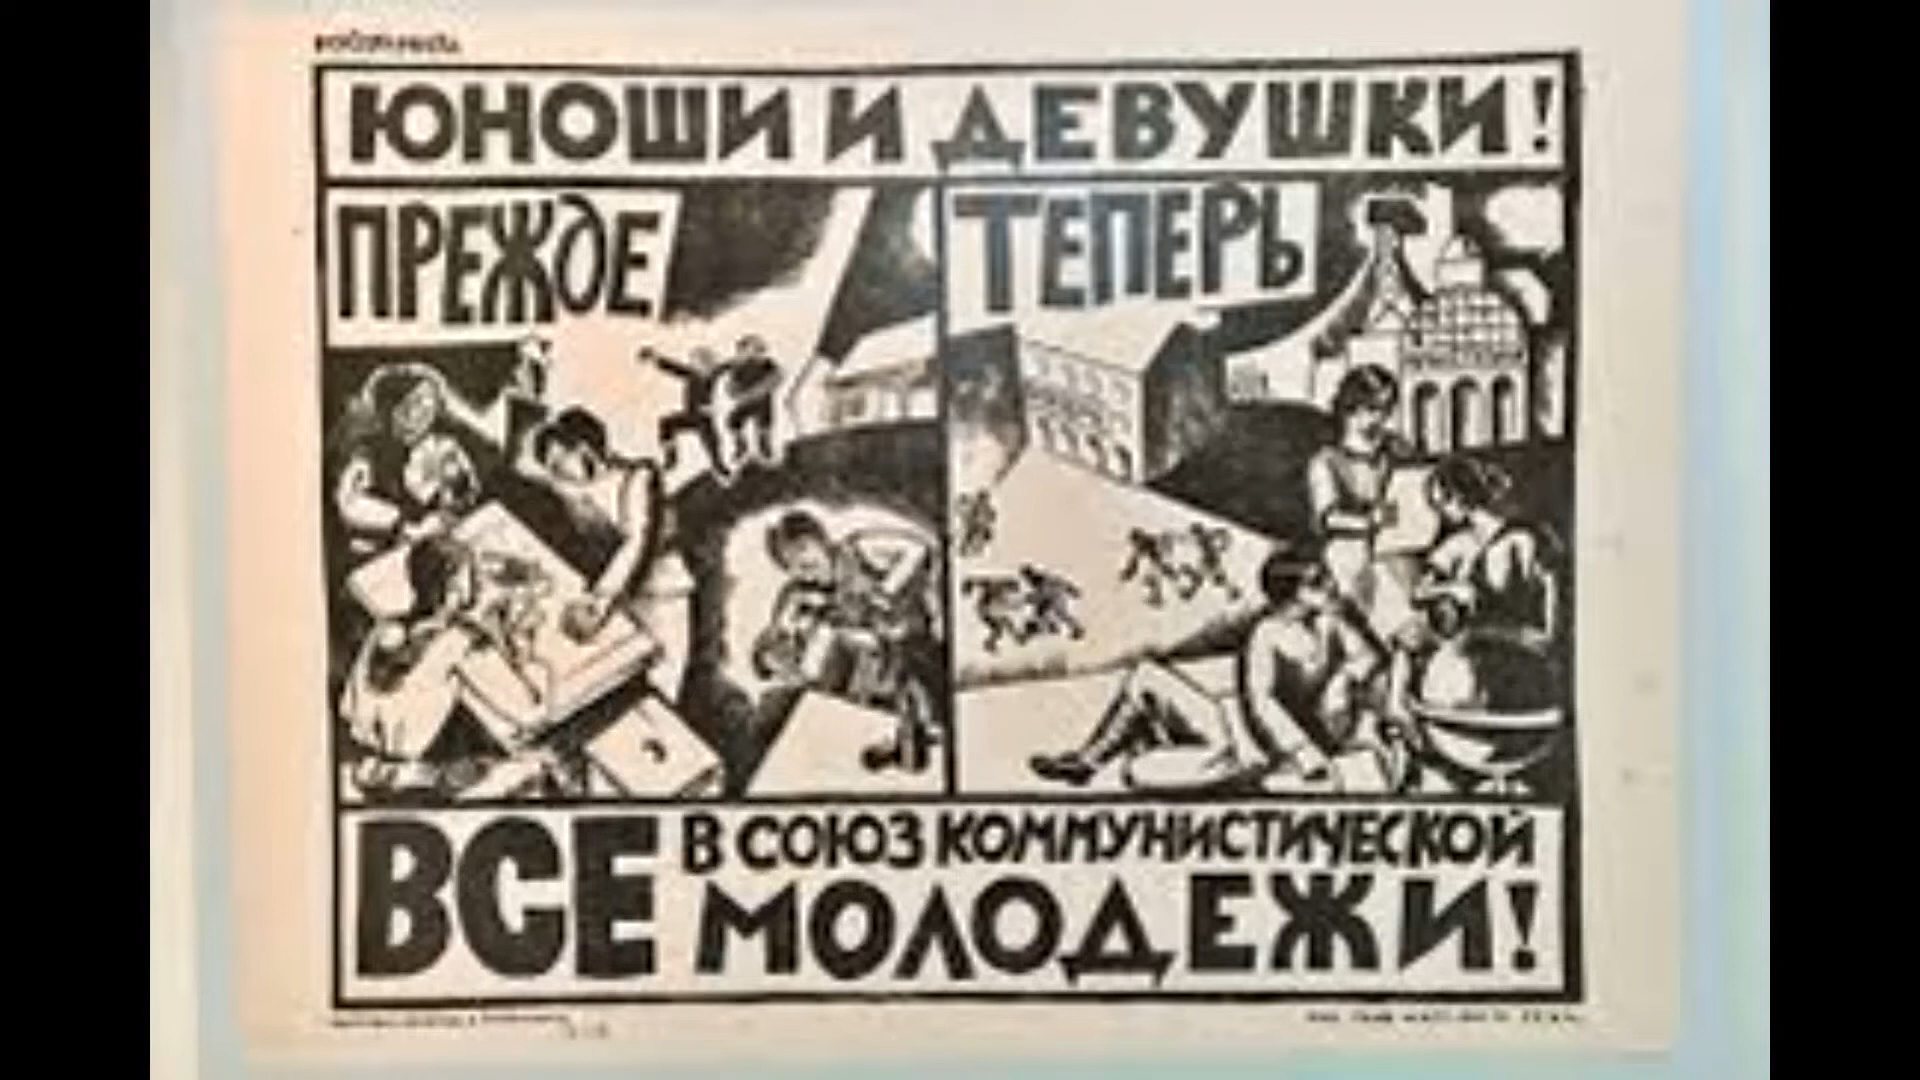 ЮНОШИ И ДЕВУШКИ!
ПРЕЖДЕ
ТЕПЕРЬ
ВСЕ В СОЮЗ КОММУНИСТИЧЕСКОЙ
МОЛОДЕЖИ!